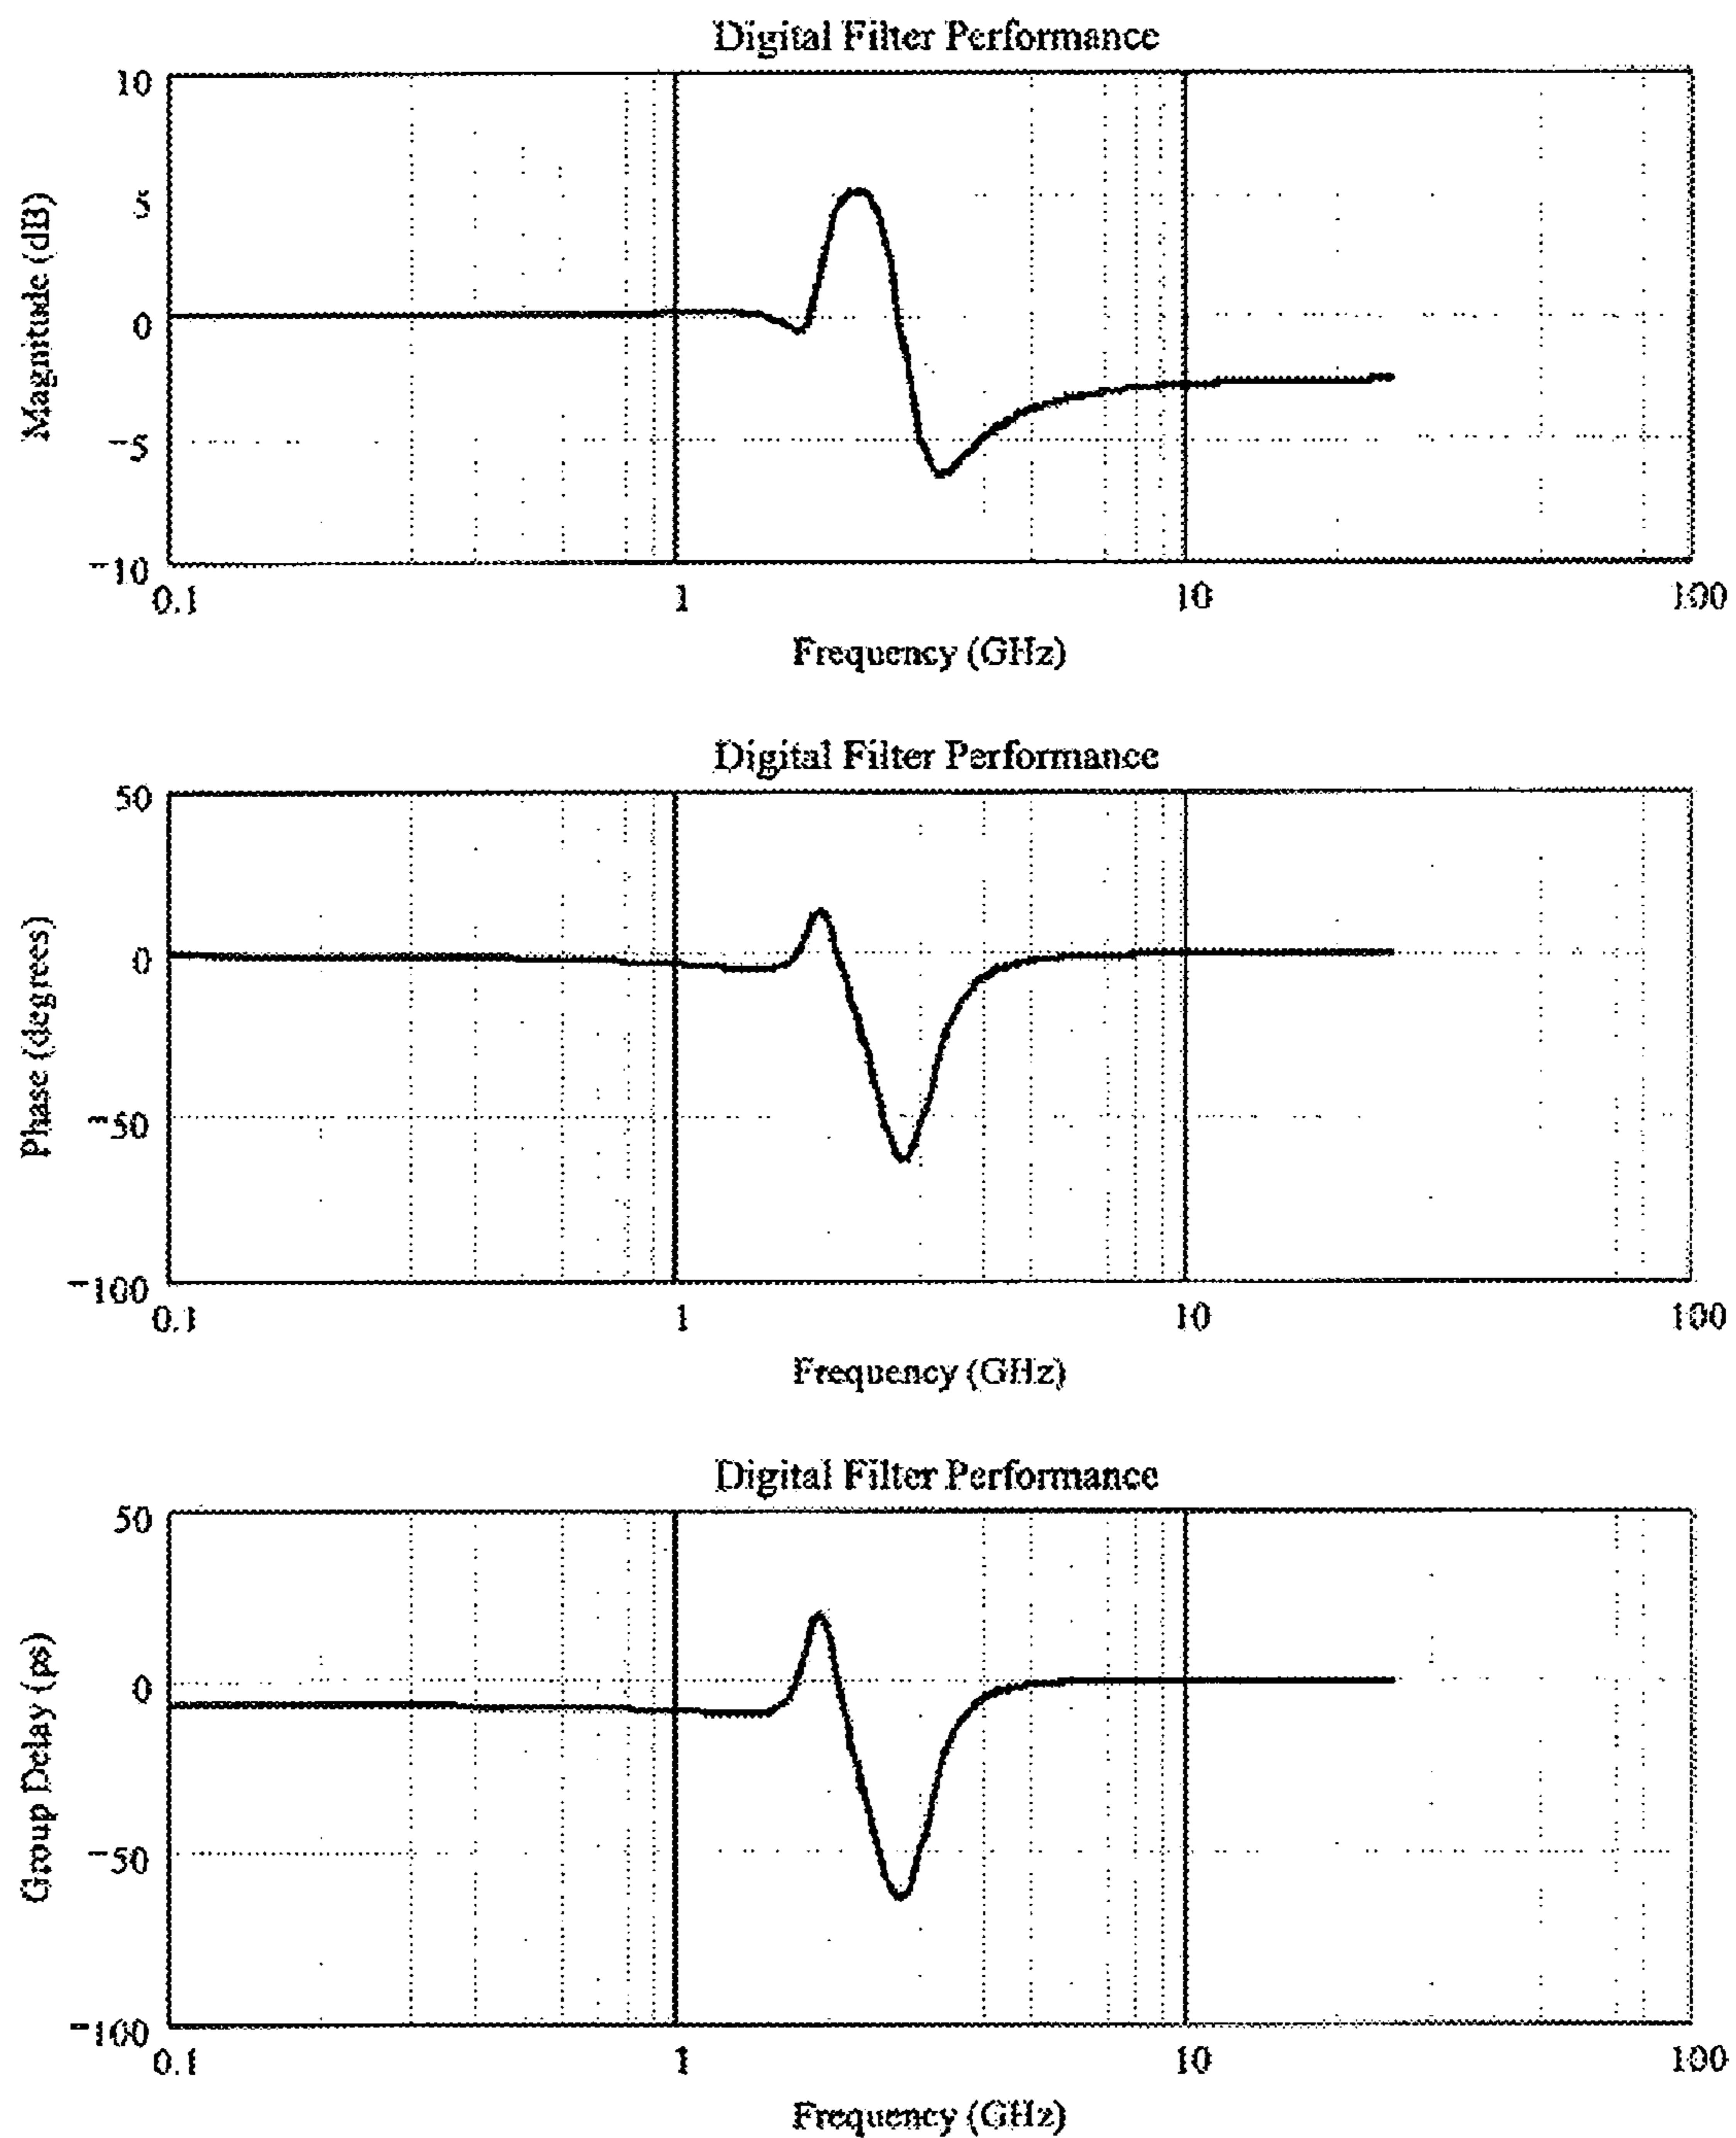 Digital Filter Performance
10
5
0
−5
−10
Magnitude (dB)
0.1 1 10 100
Frequency (GHz)
Digital Filter Performance
50
0
−50
−100
Phase (degrees)
0.1 1 10 100
Frequency (GHz)
Digital Filter Performance
50
0
−50
−100
Group Delay (ps)
0.1 1 10 100
Frequency (GHz)